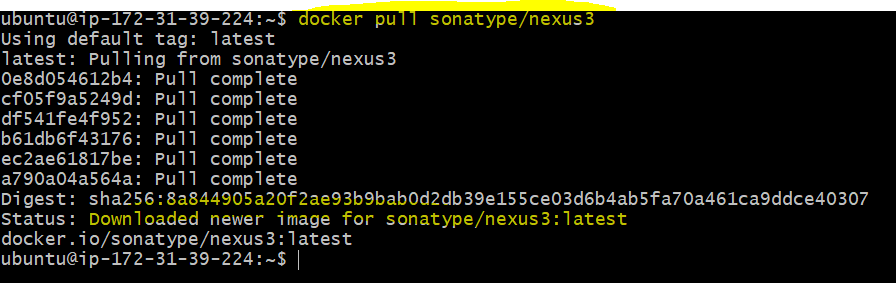 ubuntu@ip-172-31-39-224:~$ docker pull sonatype/nexus3
Using default tag: latest
latest: Pulling from sonatype/nexus3
0e8d054612b4: Pull complete
cf05f9a5249d: Pull complete
df541fe4f952: Pull complete
b61db6f43176: Pull complete
ec2ae61817be: Pull complete
a790a04a564a: Pull complete
Digest: sha256:8a844905a20f2ae93b9bab0d2db39e155ce03d6b4ab5fa70a461ca9ddce40307
Status: Downloaded newer image for sonatype/nexus3:latest
docker.io/sonatype/nexus3:latest
ubuntu@ip-172-31-39-224:~$